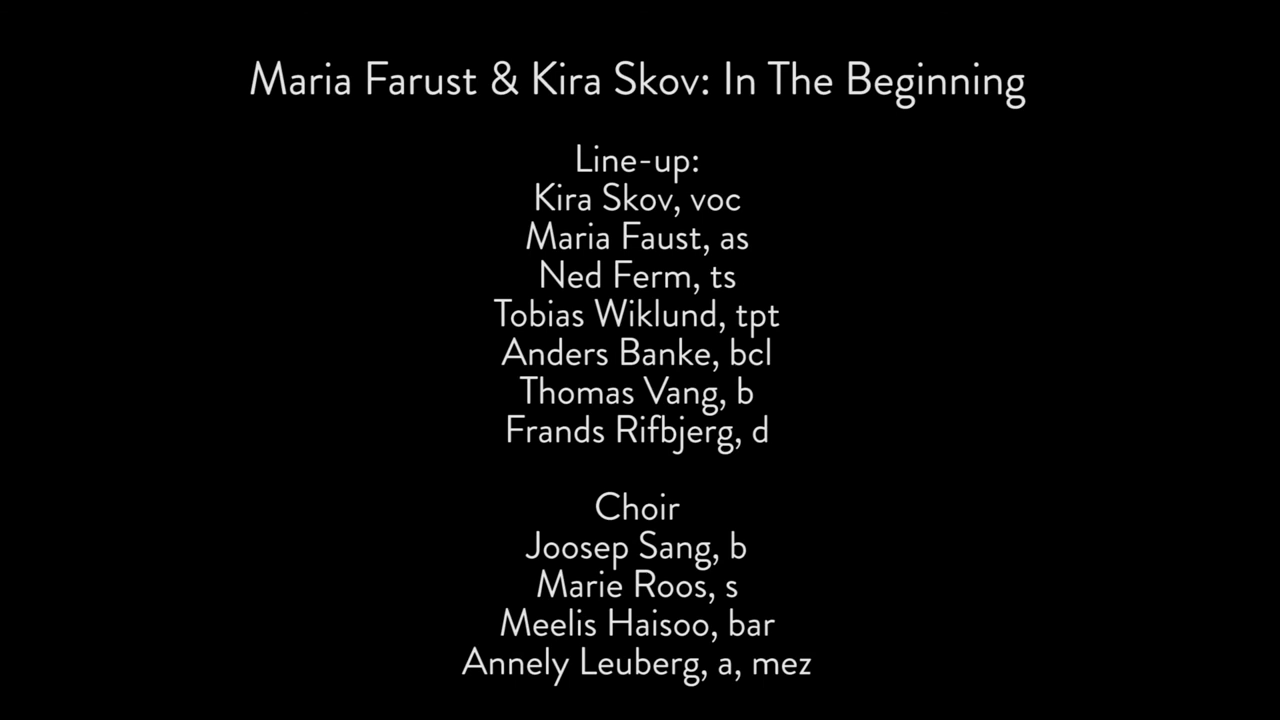 Maria Farust & Kira Skov: In The Beginning
Line-up:
Kira Skov, voc
Maria Faust, as
Ned Ferm, ts
Tobias Wiklund, tpt
Anders Banke, bcl
Thomas Vang, b
Frands Rifbjerg, d
Choir
Joosep Sang, b
Marie Roos, s
Meelis Haisoo, bar
Annely Leuberg, a, mez